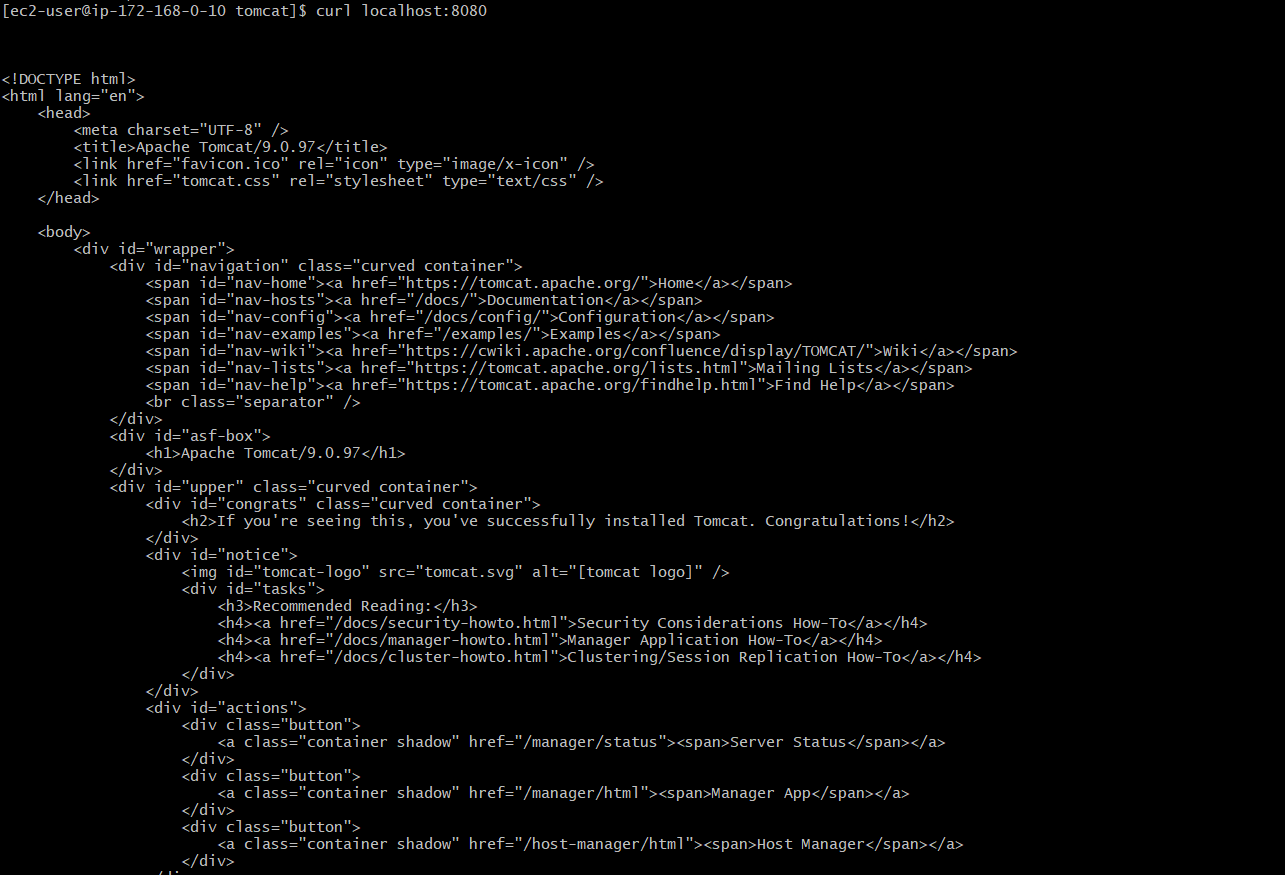 [ec2-user@ip-172-168-0-10 tomcat]$ curl localhost:8080
<!DOCTYPE html>
<html lang="en">
    <head>
        <meta charset="UTF-8" />
        <title>Apache Tomcat/9.0.97</title>
        <link href="favicon.ico" rel="icon" type="image/x-icon" />
        <link href="tomcat.css" rel="stylesheet" type="text/css" />
    </head>
    <body>
        <div id="wrapper">
            <div id="navigation" class="curved container">
                <span id="nav-home"><a href="https://tomcat.apache.org/">Home</a></span>
                <span id="nav-hosts"><a href="/docs/">Documentation</a></span>
                <span id="nav-config"><a href="/docs/config/">Configuration</a></span>
                <span id="nav-examples"><a href="/examples/">Examples</a></span>
                <span id="nav-wiki"><a href="https://cwiki.apache.org/confluence/display/TOMCAT/">Wiki</a></span>
                <span id="nav-lists"><a href="https://tomcat.apache.org/lists.html">Mailing Lists</a></span>
                <span id="nav-help"><a href="https://tomcat.apache.org/findhelp.html">Find Help</a></span>
                <br class="separator" />
            </div>
            <div id="asf-box">
                <h1>Apache Tomcat/9.0.97</h1>
            </div>
            <div id="upper" class="curved container">
                <div id="congrats" class="curved container">
                    <h2>If you're seeing this, you've successfully installed Tomcat. Congratulations!</h2>
                </div>
                <div id="notice">
                    <img id="tomcat-logo" src="tomcat.svg" alt="[tomcat logo]" />
                    <div id="tasks">
                        <h3>Recommended Reading:</h3>
                        <h4><a href="/docs/security-howto.html">Security Considerations How-To</a></h4>
                        <h4><a href="/docs/manager-howto.html">Manager Application How-To</a></h4>
                        <h4><a href="/docs/cluster-howto.html">Clustering/Session Replication How-To</a></h4>
                    </div>
                </div>
                <div id="actions">
                    <div class="button">
                        <a class="container shadow" href="/manager/status"><span>Server Status</span></a>
                    </div>
                    <div class="button">
                        <a class="container shadow" href="/manager/html"><span>Manager App</span></a>
                    </div>
                    <div class="button">
                        <a class="container shadow" href="/host-manager/html"><span>Host Manager</span></a>
                    </div>